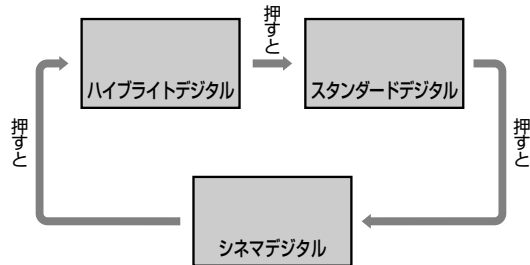 押すと
ハイブライトデジタル
スタンダードデジタル
押すと
押すと
シネマデジタル